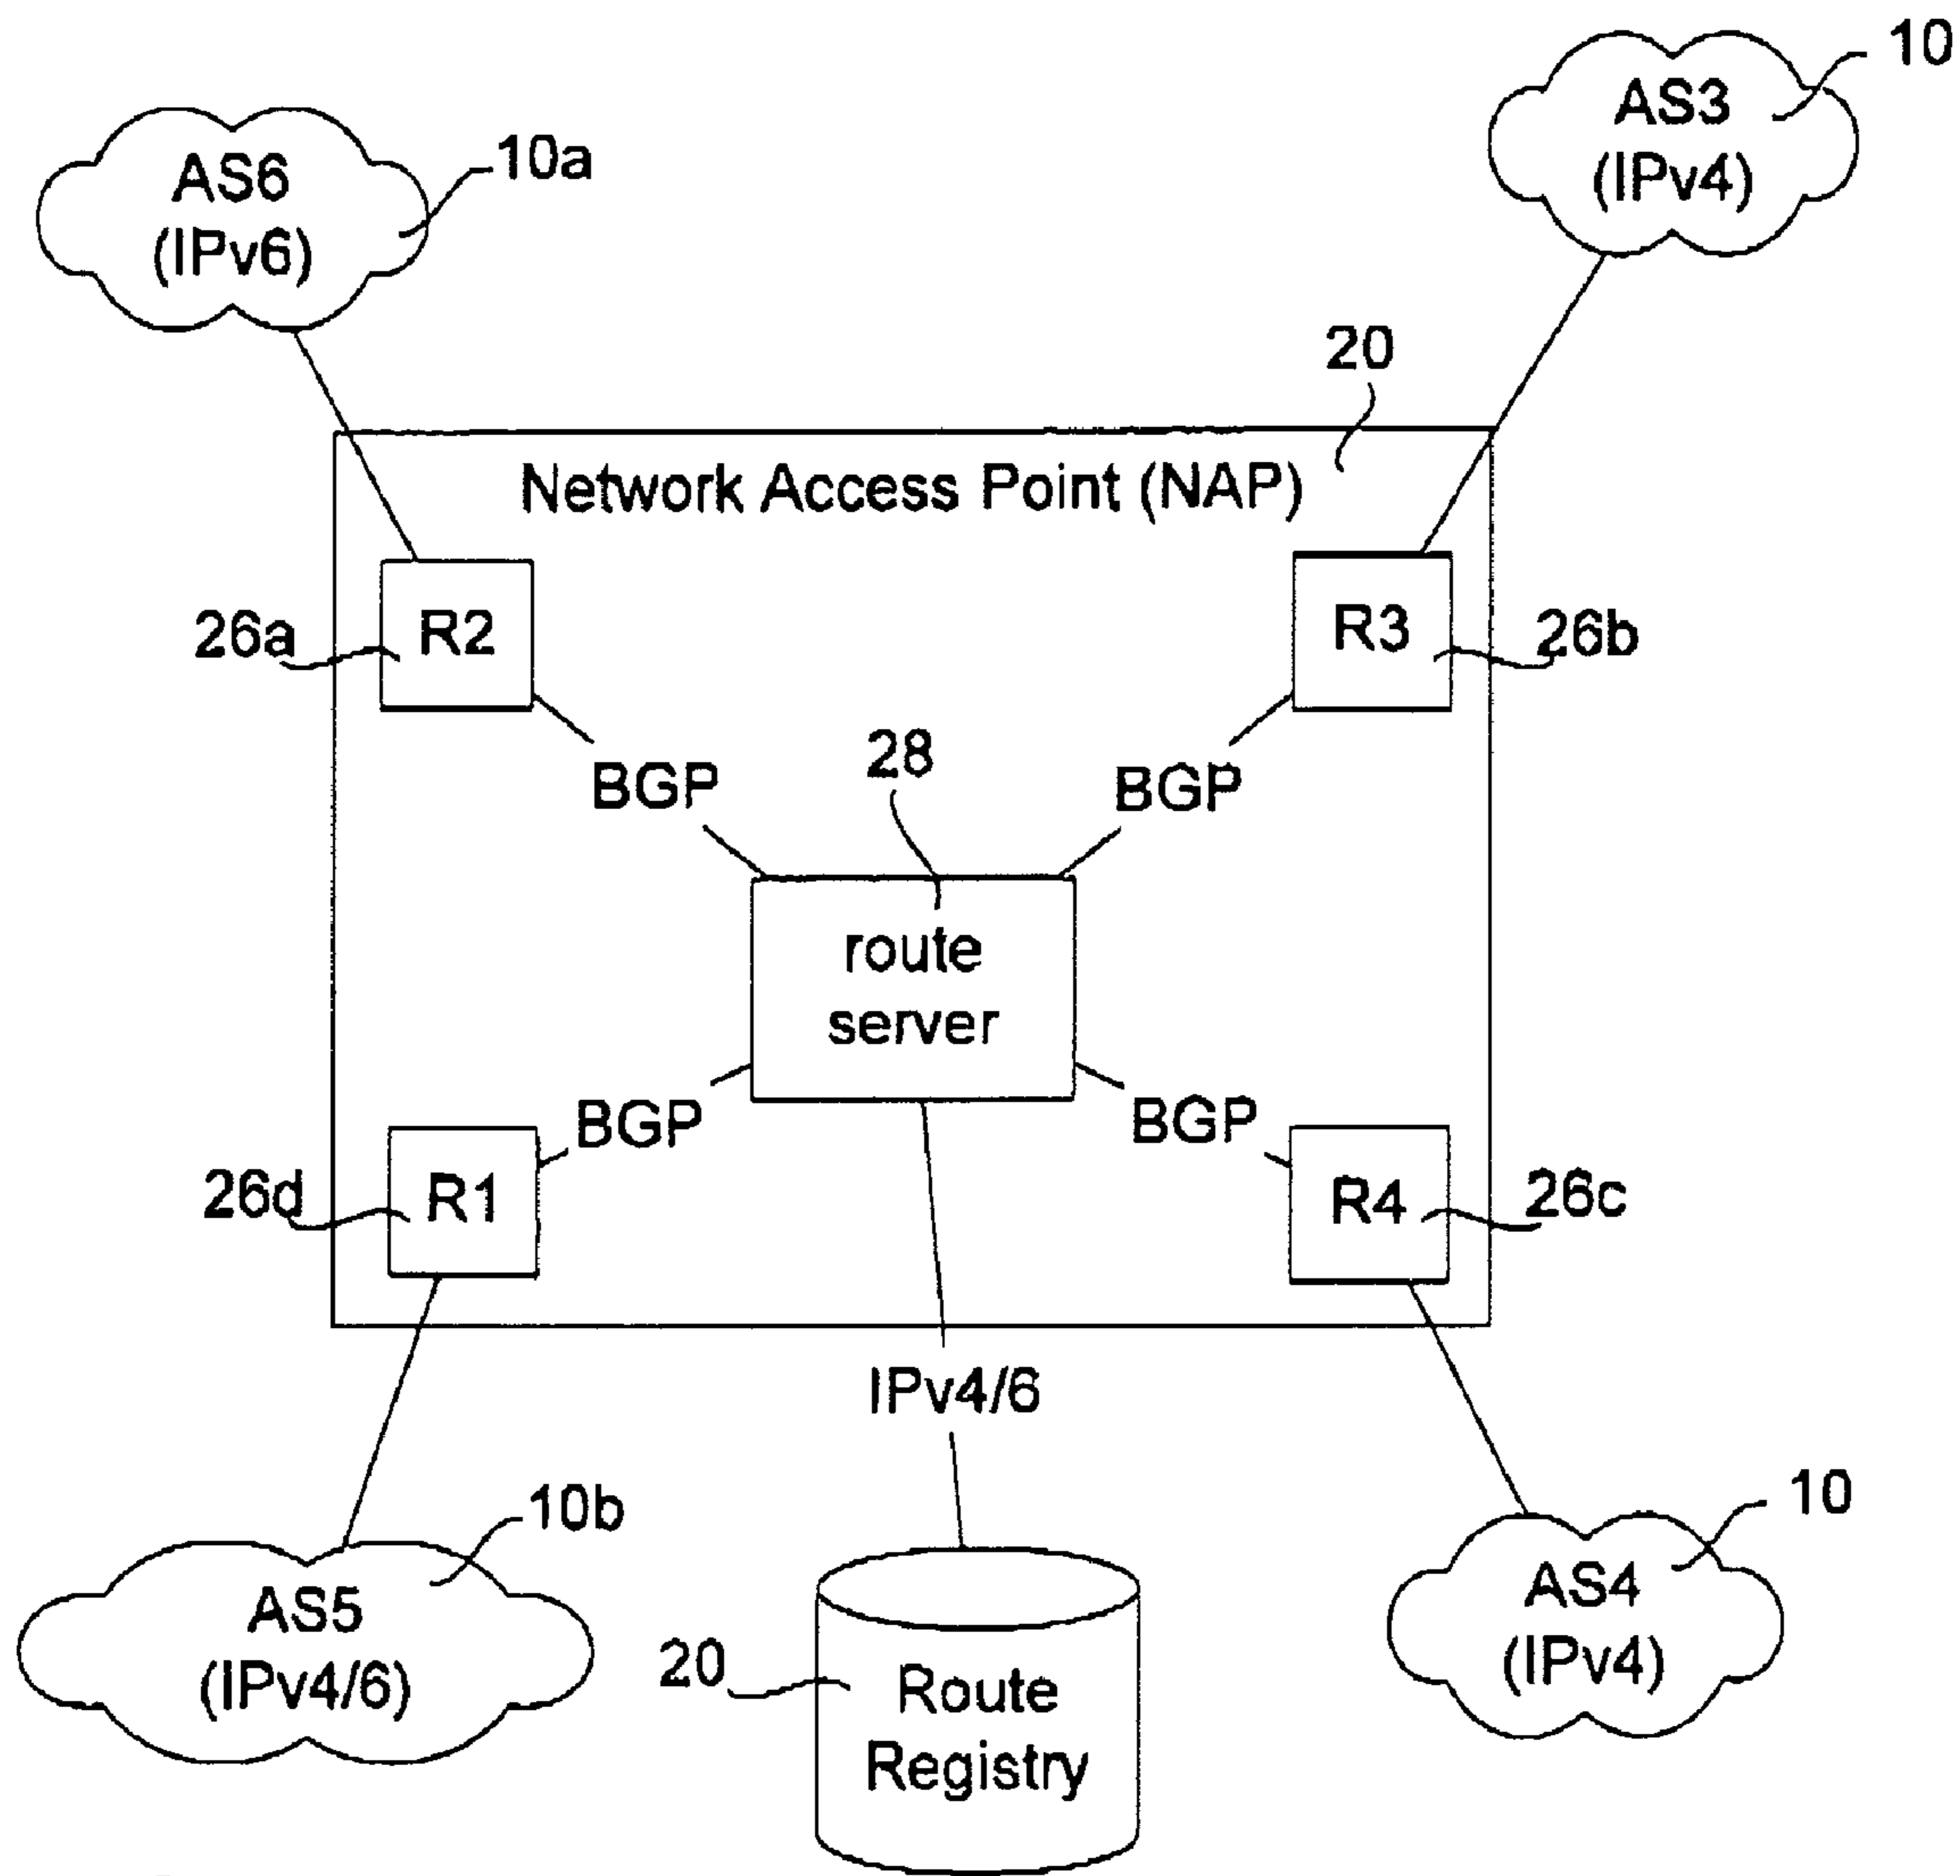 10
AS3
(IPv4)
AS6
(IPv6)
10a
20
Network Access Point (NAP)
R2
26a
R3
26b
BGP
28
BGP
route
server
BGP
BGP
R1
26d
R4
26c
IPv4/6
10b
AS5
(IPv4/6)
10
AS4
(IPv4)
20
Route
Registry